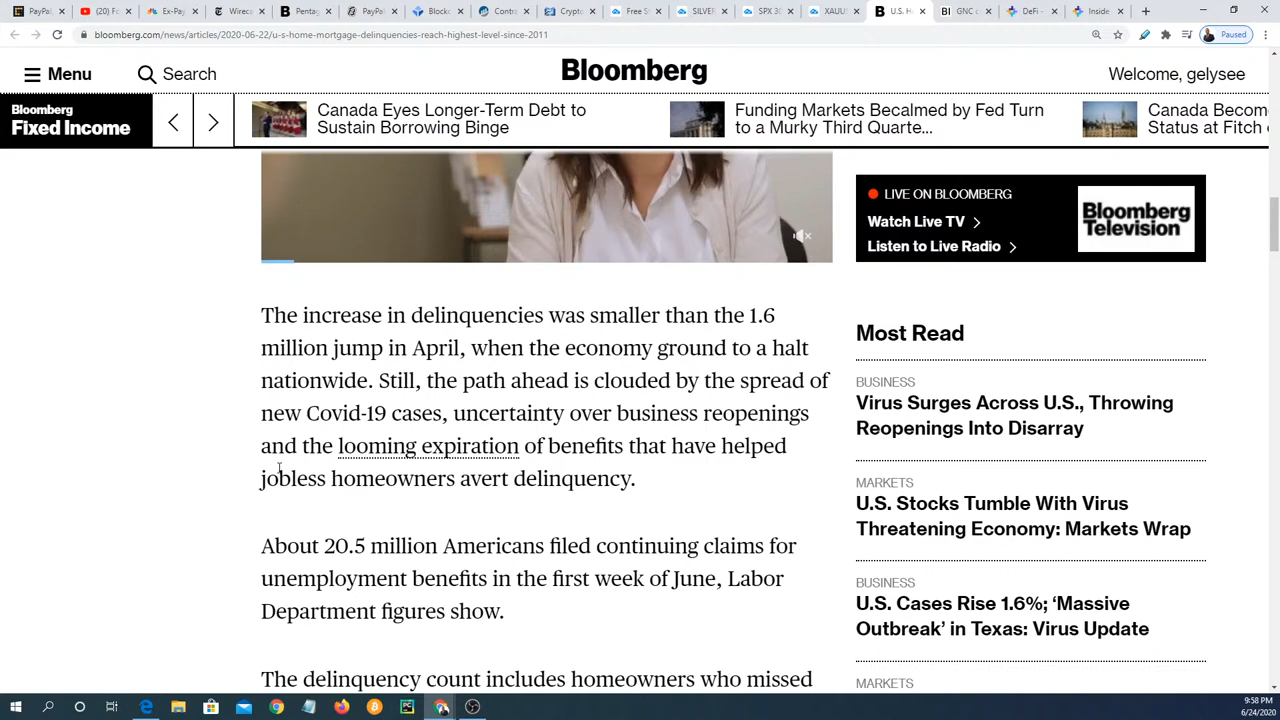 PayPal
(20) F
Ex-Pay
Wirec
Pentag
PayPal
Blocke
Contro
Crypto
Free S
SILVER
SPX 30
XAUU
U.S. H
GNC c
DeFi -
Inside
bloomberg.com/news/articles/2020-06-22/u-s-home-mortgage-delinquencies-reach-highest-level-since-2011
Paused
Menu
Search
Bloomberg
Welcome, gelysee
Bloomberg
Fixed Income
Canada Eyes Longer-Term Debt to
Sustain Borrowing Binge
Funding Markets Becalmed by Fed Turn
to a Murky Third Quarte...
Canada Becom
Status at Fitch
LIVE ON BLOOMBERG
Watch Live TV
Listen to Live Radio
Bloomberg
Television
The increase in delinquencies was smaller than the 1.6
million jump in April, when the economy ground to a halt
nationwide. Still, the path ahead is clouded by the spread of
new Covid-19 cases, uncertainty over business reopenings
and the looming expiration of benefits that have helped
jobless homeowners avert delinquency.
About 20.5 million Americans filed continuing claims for
unemployment benefits in the first week of June, Labor
Department figures show.
The delinquency count includes homeowners who missed
Most Read
BUSINESS
Virus Surges Across U.S., Throwing
Reopenings Into Disarray
MARKETS
U.S. Stocks Tumble With Virus
Threatening Economy: Markets Wrap
BUSINESS
U.S. Cases Rise 1.6%; ‘Massive
Outbreak’ in Texas: Virus Update
MARKETS
9:58 PM
6/24/2020